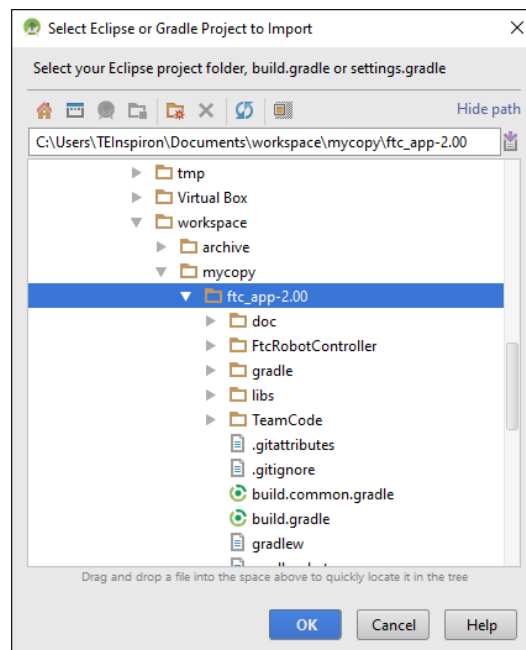 Select Eclipse or Gradle Project to Import
Select your Eclipse project folder, build.gradle or settings.gradle
Hide path
C:\Users\TEInspiron\Documents\workspace\mycopy\ftc_app-2.00
tmp
Virtual Box
workspace
archive
mycopy
ftc_app-2.00
doc
FtcRobotController
gradle
libs
TeamCode
.gitattributes
.gitignore
build.common.gradle
build.gradle
gradlew
Drag and drop a file into the space above to quickly locate it in the tree
OK Cancel Help